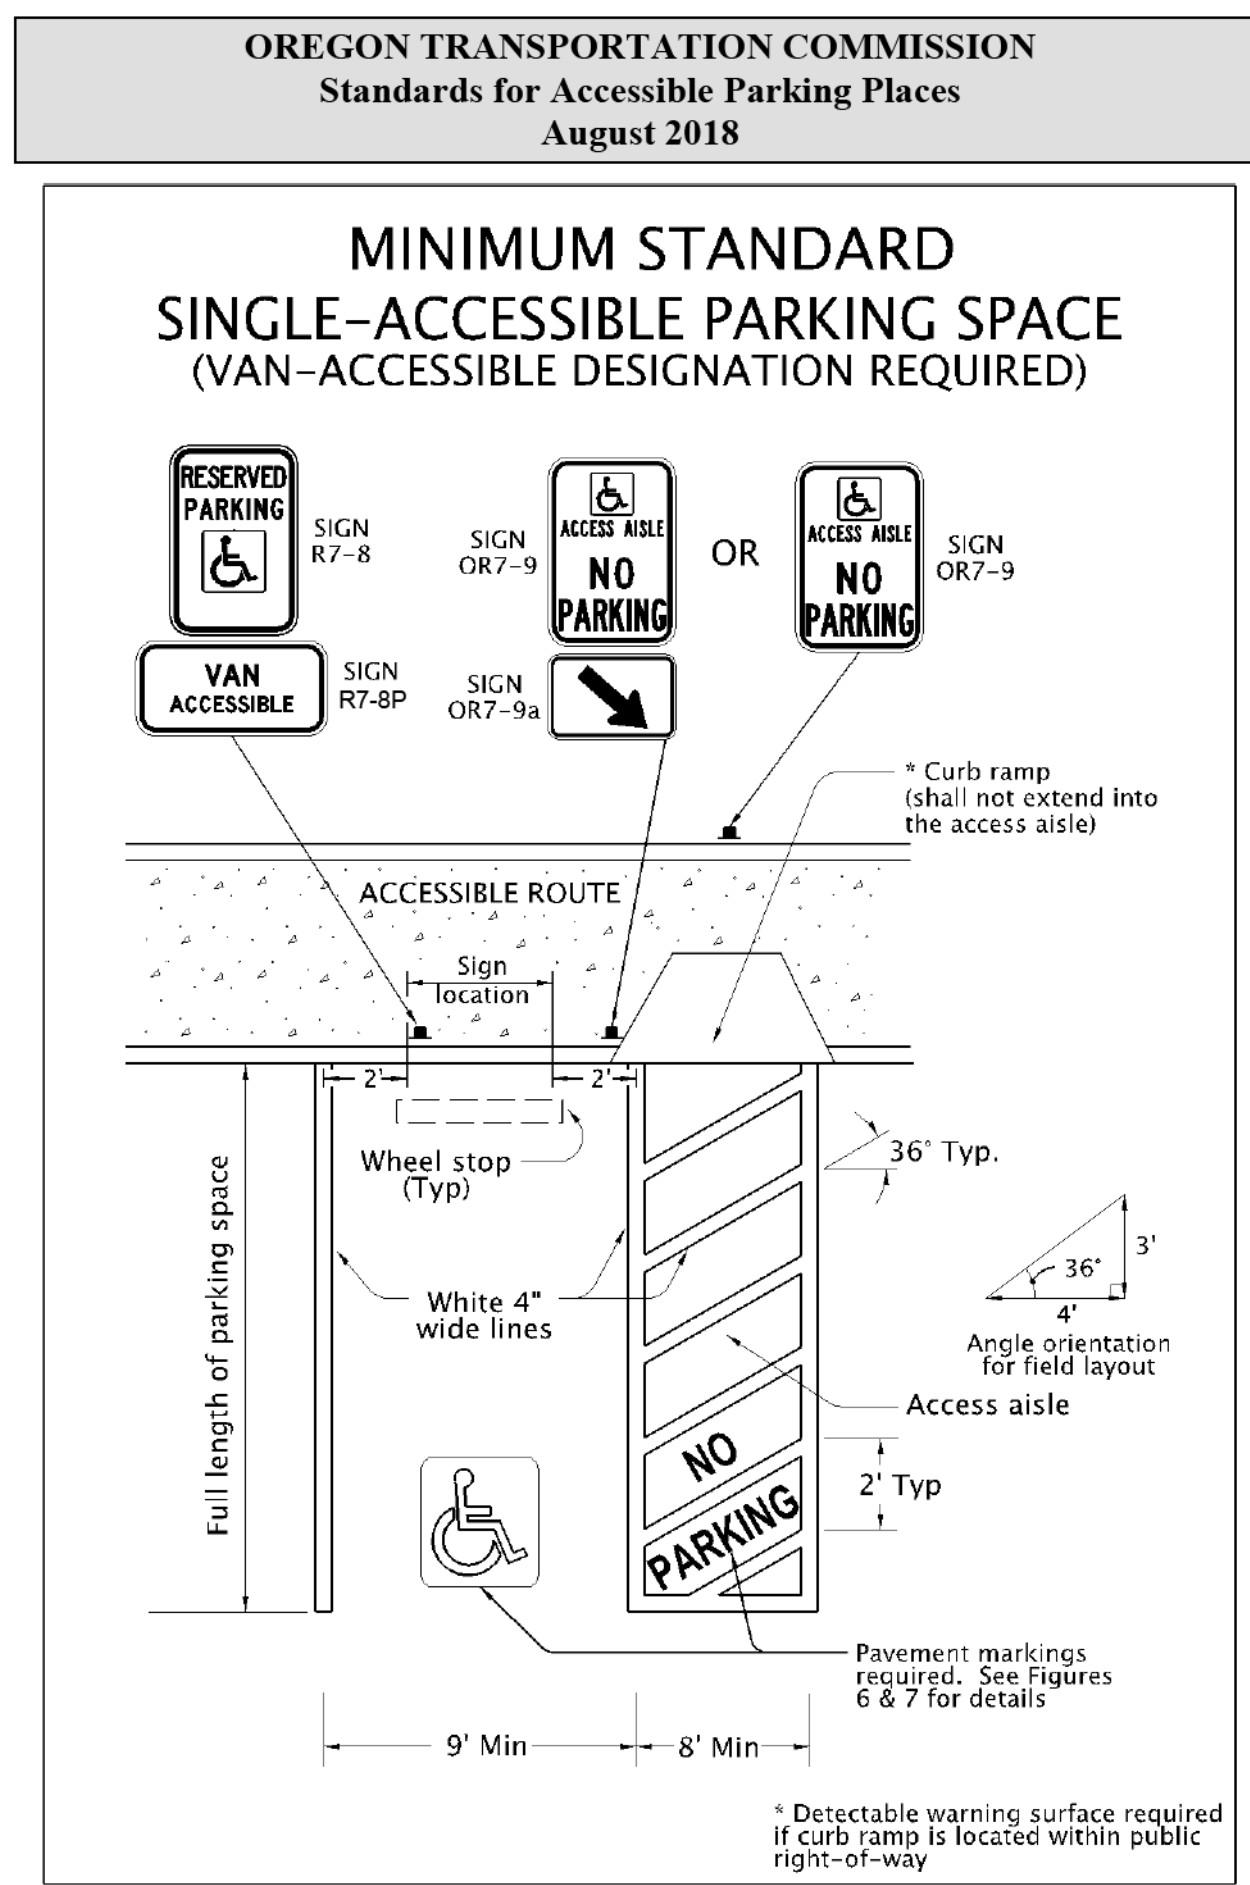 OREGON TRANSPORTATION COMMISSION
Standards for Accessible Parking Places
August 2018
MINIMUM STANDARD
SINGLE-ACCESSIBLE PARKING SPACE
(VAN-ACCESSIBLE DESIGNATION REQUIRED)
RESERVED
PARKING
SIGN
R7-8
VAN
ACCESSIBLE
SIGN
R7-8P
SIGN
OR7-9
ACCESS AISLE
NO
PARKING
SIGN
OR7-9a
OR
ACCESS AISLE
NO
PARKING
SIGN
OR7-9
* Curb ramp
(shall not extend into
the access aisle)
ACCESSIBLE ROUTE
Sign
location
2'
2'
Wheel stop
(Typ)
36° Typ.
Full length of parking space
White 4"
wide lines
3'
36°
4'
Angle orientation
for field layout
Access aisle
NO
PARKING
2' Typ
Pavement markings
required. See Figures
6 & 7 for details
9' Min
8' Min
* Detectable warning surface required
if curb ramp is located within public
right-of-way